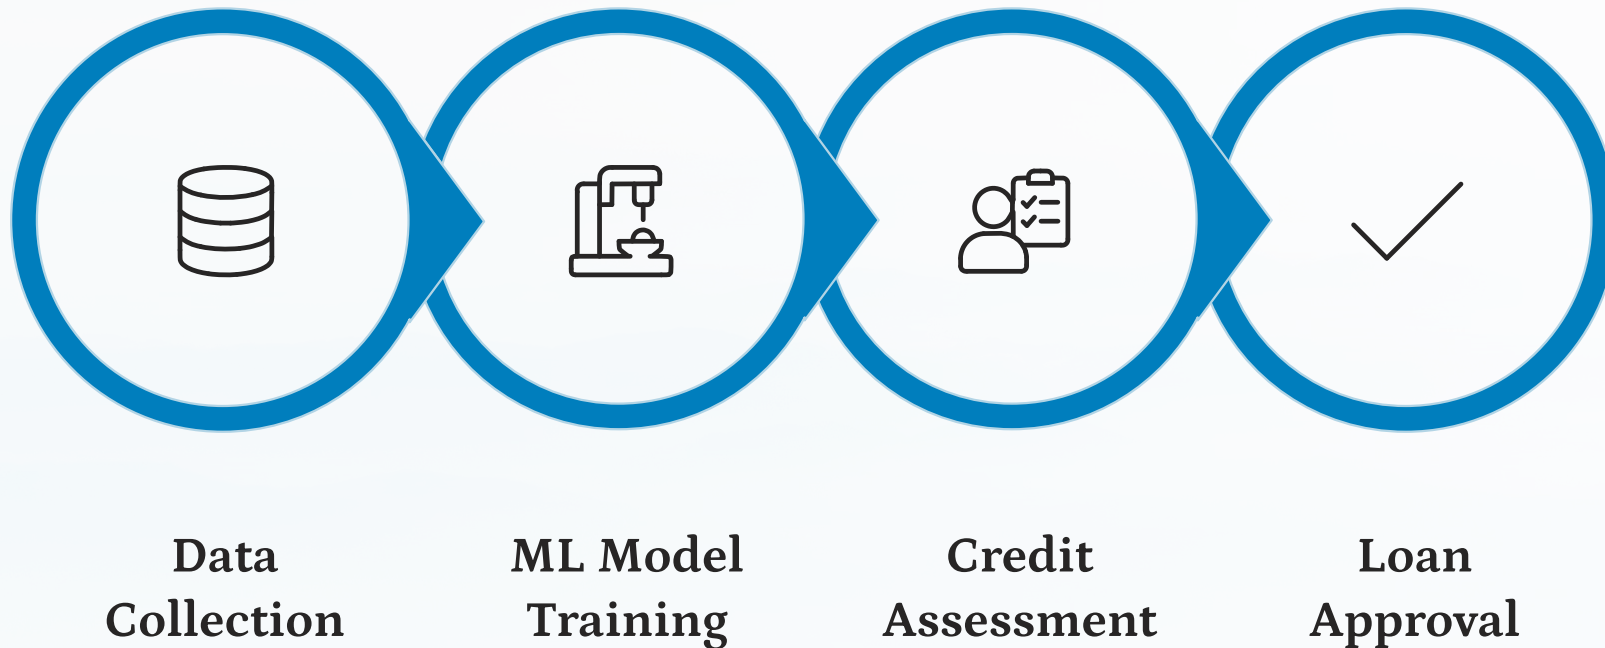 Data
Collection
ML Model
Training
Credit
Assessment
Loan
Approval